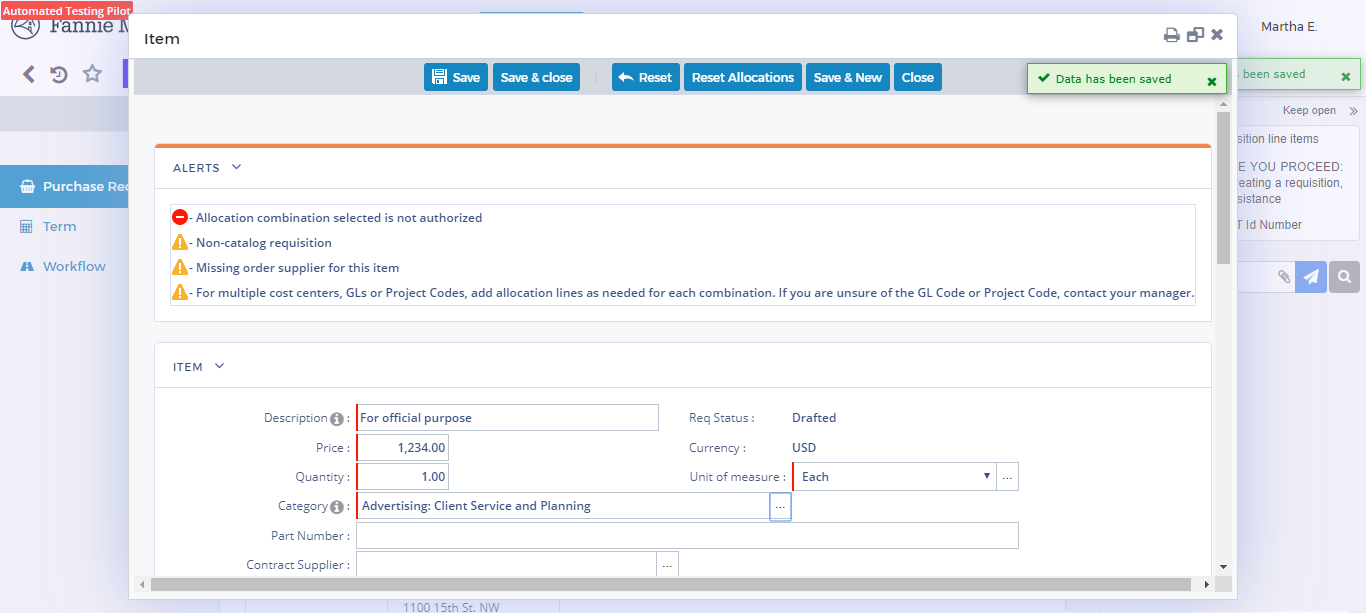 Automated Testing Pilot
Fannie M
Martha E.
Item
Save
Save & close
Reset
Reset Allocations
Save & New
Close
Data has been saved
been saved
Keep open
ALERTS
- Allocation combination selected is not authorized
- Non-catalog requisition
- Missing order supplier for this item
- For multiple cost centers, GLs or Project Codes, add allocation lines as needed for each combination. If you are unsure of the GL Code or Project Code, contact your manager.
sition line items
E YOU PROCEED:
eating a requisition,
sistance
T Id Number
Purchase Re
Term
Workflow
ITEM
Description : For official purpose
Req Status : Drafted
Price : 1,234.00
Currency : USD
Quantity : 1.00
Unit of measure : Each ...
Category : Advertising: Client Service and Planning ...
Part Number :
Contract Supplier : ...
1100 15th St. NW